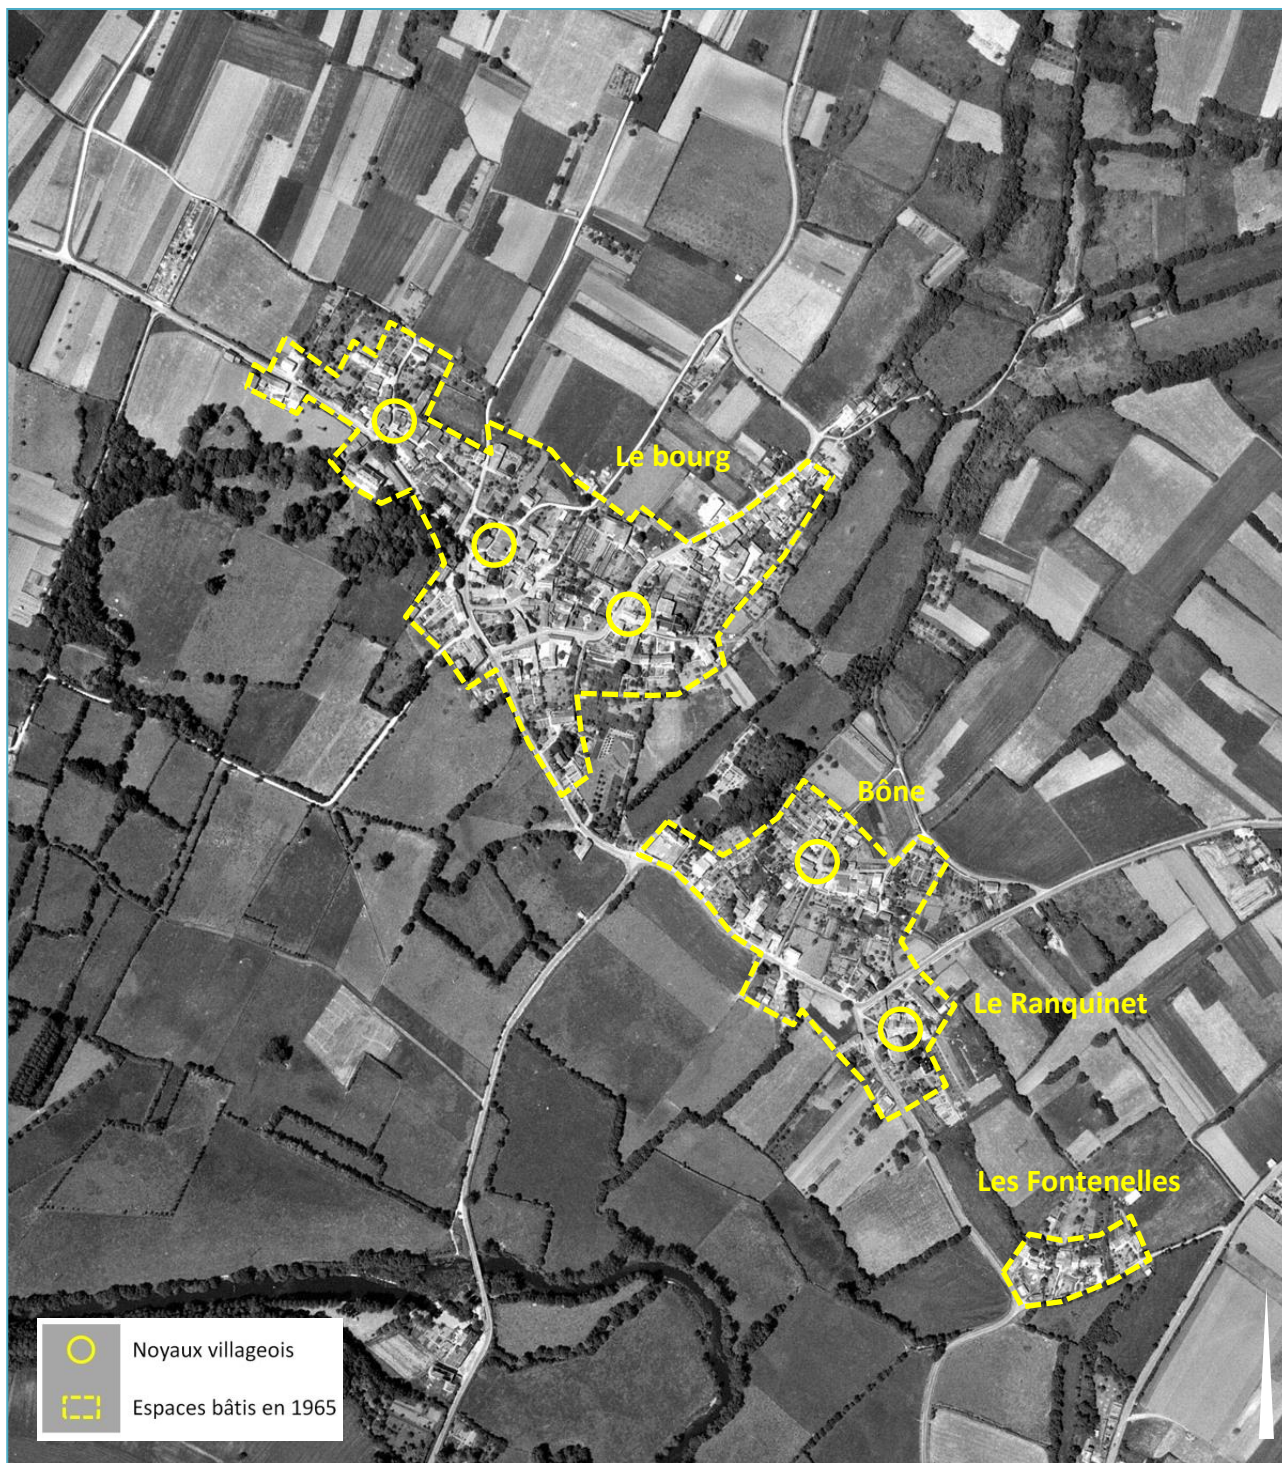 Le bourg
Bône
Le Ranquinet
Les Fontenelles
Noyaux villageois
Espaces bâtis en 1965